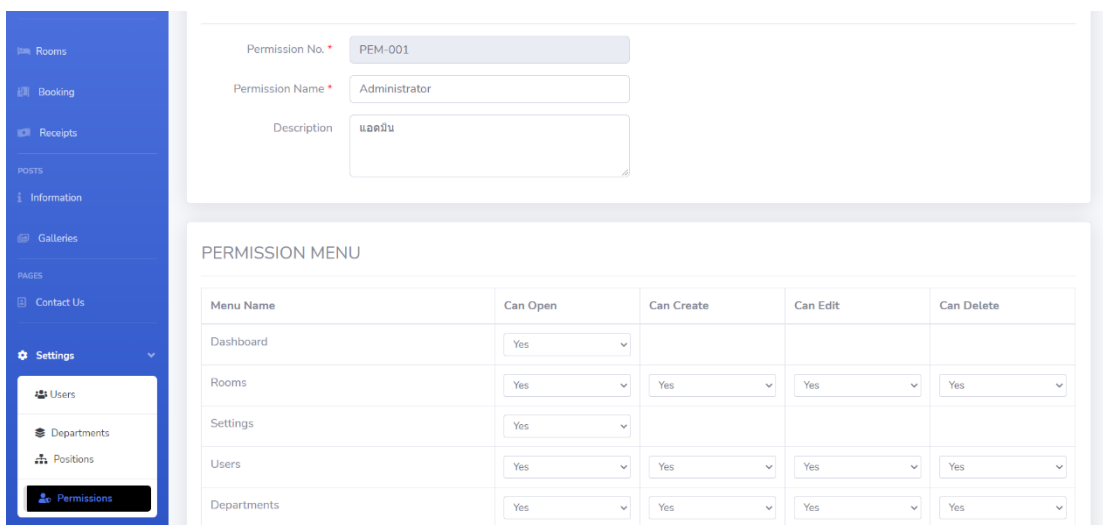 Rooms
Booking
Receipts
POSTS
Information
Galleries
PAGES
Contact Us
Settings
Users
Departments
Positions
Permissions
Permission No. * PEM-001
Permission Name * Administrator
Description แอดมิน
PERMISSION MENU
Menu Name Can Open Can Create Can Edit Can Delete
Dashboard Yes
Rooms Yes Yes Yes Yes
Settings Yes
Users Yes Yes Yes Yes
Departments Yes Yes Yes Yes